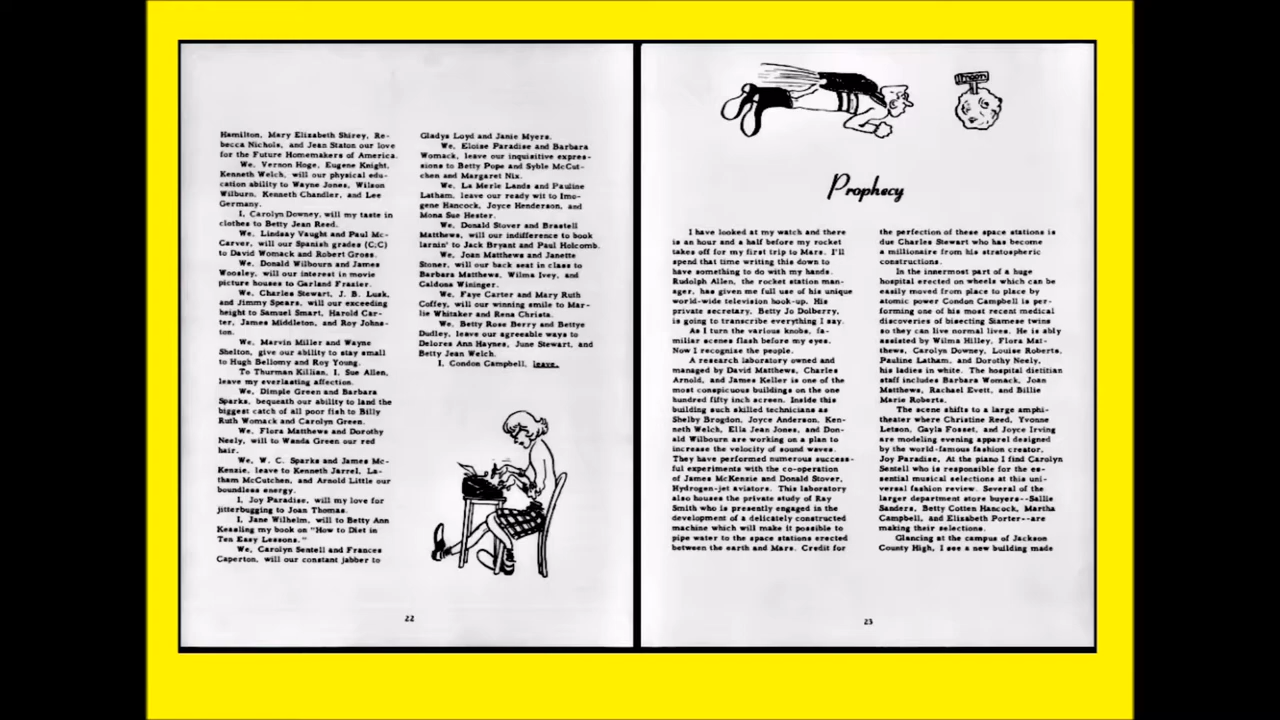 Hamilton, Mary Elizabeth Shirey, Re-
becca Nichols, and Jean Staton our love
for the Future Homemakers of America.
We, Vernon Hoge, Eugene Knight,
Kenneth Welch, will our physical edu-
cation ability to Wayne Jones, Wilson
Wilburn, Kenneth Chandler, and Lee
Germany.
I, Carolyn Downey, will my taste in
clothes to Betty Jean Reed.
We, Lindsay Vaught and Paul Mc-
Carver, will our Spanish grades (C;C)
to David Womack and Robert Gross.
We, Donald Wilbourn and James
Woosley, will our interest in movie
picture houses to Garland Frazier.
We, Charles Stewart, J. B. Lusk,
and Jimmy Spears, will our exceeding
height to Samuel Smart, Harold Car-
ter, James Middleton, and Roy Johns-
ton.
We, Marvin Miller and Wayne
Shelton, give our ability to stay small
to Hugh Bellomy and Roy Young.
To Thurman Killian, I, Sue Allen,
leave my everlasting affection.
We, Dimple Green and Barbara
Sparks, bequeath our ability to land the
biggest catch of all poor fish to Billy
Ruth Womack and Carolyn Green.
We, Flora Matthews and Dorothy
Neely, will to Wanda Green our red
hair.
We, W. C. Sparks and James Mc-
Kenzie, leave to Kenneth Jarrel, La-
tham McCutchen, and Arnold Little our
boundless energy.
I, Joy Paradise, will my love for
jitterbugging to Joan Thomas.
I, Jane Wilhelm, will to Betty Ann
Kessling my book on "How to Diet in
Ten Easy Lessons."
We, Carolyn Sentell and Frances
Caperton, will our constant jabber to
Gladys Loyd and Janie Myers.
We, Eloise Paradise and Barbara
Womack, leave our inquisitive expres-
sions to Betty Pope and Syble McCut-
chen and Margaret Nix.
We, La Merle Lands and Pauline
Latham, leave our ready wit to Imo-
gene Hancock, Joyce Henderson, and
Mona Sue Hester.
We, Donald Stover and Brastell
Matthews, will our indifference to book
larnin' to Jack Bryant and Paul Holcomb.
We, Joan Matthews and Janette
Stoner, will our back seat in class to
Barbara Matthews, Wilma Ivey, and
Caldona Wininger.
We, Faye Carter and Mary Ruth
Coffey, will our winning smile to Mar-
lie Whitaker and Rena Christa.
We, Betty Rose Berry and Bettye
Dudley, leave our agreeable ways to
Delores Ann Haynes, June Stewart, and
Betty Jean Welch.
I, Condon Campbell, leave.
22
moon
Prophecy
I have looked at my watch and there
is an hour and a half before my rocket
takes off for my first trip to Mars. I'll
spend that time writing this down to
have something to do with my hands.
Rudolph Allen, the rocket station man-
ager, has given me full use of his unique
world-wide television hook-up. His
private secretary, Betty Jo Dolberry,
is going to transcribe everything I say.
As I turn the various knobs, fa-
miliar scenes flash before my eyes.
Now I recognize the people.
A research laboratory owned and
managed by David Matthews, Charles
Arnold, and James Keller is one of the
most conspicuous buildings on the one
hundred fifty inch screen. Inside this
building such skilled technicians as
Shelby Brogdon, Joyce Anderson, Ken-
neth Welch, Ella Jean Jones, and Don-
ald Wilbourn are working on a plan to
increase the velocity of sound waves.
They have performed numerous success-
ful experiments with the co-operation
of James McKenzie and Donald Stover,
Hydrogen-jet aviators. This laboratory
also houses the private study of Ray
Smith who is presently engaged in the
development of a delicately constructed
machine which will make it possible to
pipe water to the space stations erected
between the earth and Mars. Credit for
the perfection of these space stations is
due Charles Stewart who has become
a millionaire from his stratospheric
constructions.
In the innermost part of a huge
hospital erected on wheels which can be
easily moved from place to place by
atomic power Condon Campbell is per-
forming one of his most recent medical
discoveries of bisecting Siamese twins
so they can live normal lives. He is ably
assisted by Wilma Hilley, Flora Mat-
thews, Carolyn Downey, Louise Roberts,
Pauline Latham, and Dorothy Neely,
his ladies in white. The hospital dietitian
staff includes Barbara Womack, Joan
Matthews, Rachael Evett, and Billie
Marie Roberts.
The scene shifts to a large amphi-
theater where Christine Reed, Yvonne
Letson, Gayla Fosset, and Joyce Irving
are modeling evening apparel designed
by the world-famous fashion creator,
Joy Paradise. At the piano I find Carolyn
Sentell who is responsible for the es-
sential musical selections at this uni-
versal fashion review. Several of the
larger department store buyers--Sallie
Sanders, Betty Cotten Hancock, Martha
Campbell, and Elizabeth Porter--are
making their selections.
Glancing at the campus of Jackson
County High, I see a new building made
23